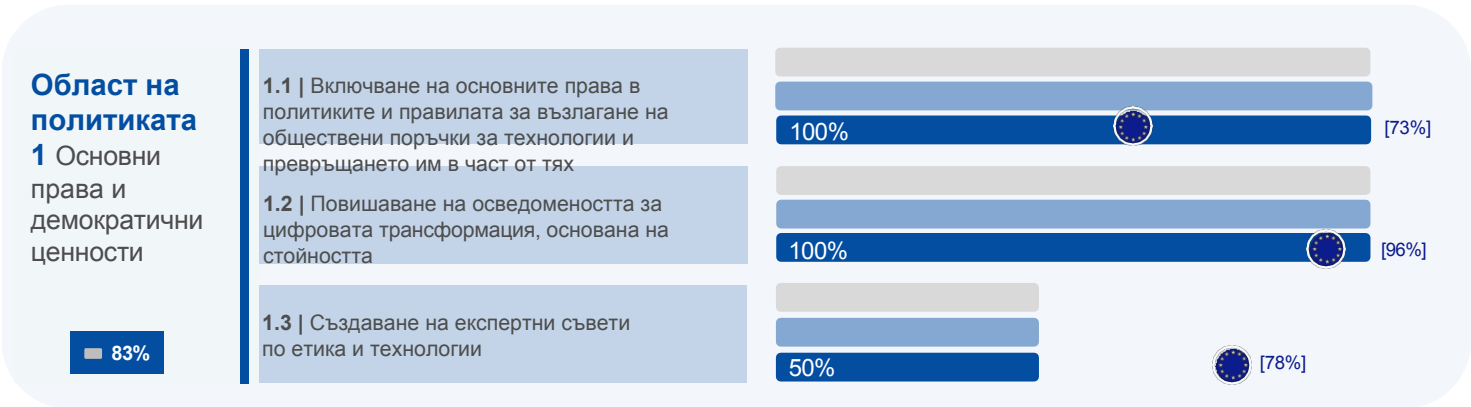 Област на
политиката
1 Основни
права и
демократични
ценности
83%
1.1 | Включване на основните права в
политиките и правилата за възлагане на
обществени поръчки за технологии и
превръщането им в част от тях
100%
[73%]
1.2 | Повишаване на осведомеността за
цифровата трансформация, основана на
стойността
100%
[96%]
1.3 | Създаване на експертни съвети
по етика и технологии
50%
[78%]